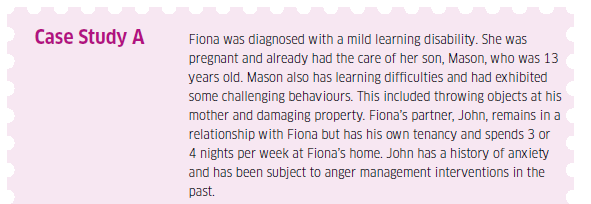 Case Study A
Fiona was diagnosed with a mild learning disability. She was
pregnant and already had the care of her son, Mason, who was 13
years old. Mason also has learning difficulties and had exhibited
some challenging behaviours. This included throwing objects at his
mother and damaging property. Fiona's partner, John, remains in a
relationship with Fiona but has his own tenancy and spends 3 or
4 nights per week at Fiona's home. John has a history of anxiety
and has been subject to anger management interventions in the
past.